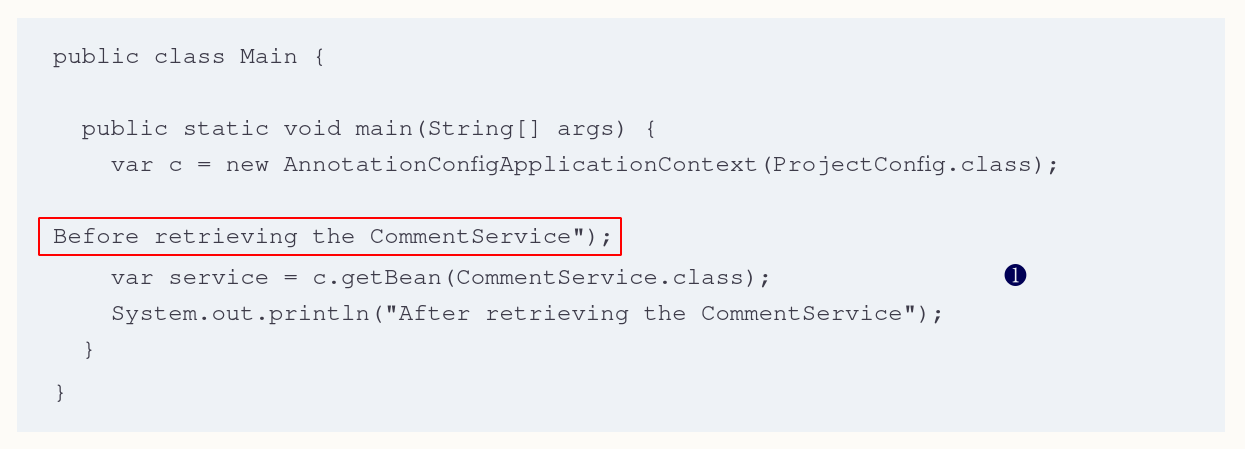 public class Main {
public static void main(String[] args) {
var c = new AnnotationConfigApplicationContext(ProjectConfig.class);
Before retrieving the CommentService");
var service = c.getBean(CommentService.class); ❶
System.out.println("After retrieving the CommentService");
}
}